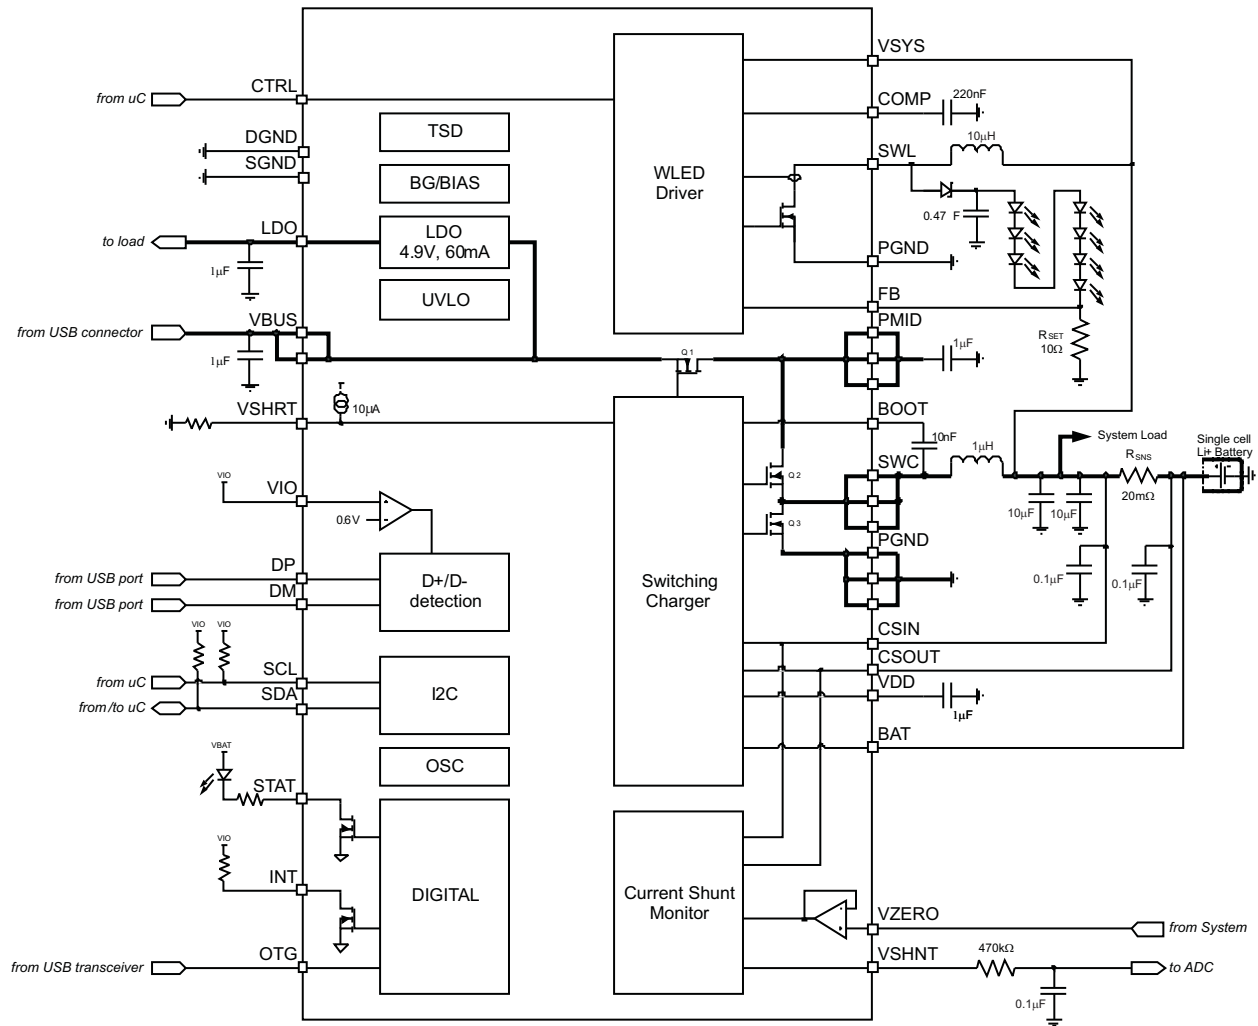 VSYS
from uC
CTRL
COMP
220nF
DGND
SGND
TSD
BG/BIAS
WLED
Driver
SWL
10μH
0.47 F
to load
LDO
1μF
LDO
4.9V, 60mA
UVLO
PGND
FB
from USB connector
VBUS
1μF
Q1
PMID
1μF
RSET
10Ω
VSHRT
10μA
BOOT
10nF
1μH
System Load
RSNS
20mΩ
Single cell
Li+ Battery
VIO
VIO
0.6V
Q2
Q3
SWC
10μF
10μF
PGND
0.1μF
0.1μF
from USB port
DP
from USB port
DM
D+/D-
detection
Switching
Charger
CSIN
CSOUT
VDD
1μF
BAT
VIO
VIO
from uC
SCL
from/to uC
SDA
I2C
OSC
VBAT
STAT
VIO
INT
DIGITAL
from USB transceiver
OTG
Current Shunt
Monitor
VZERO
from System
VSHNT
470kΩ
to ADC
0.1μF